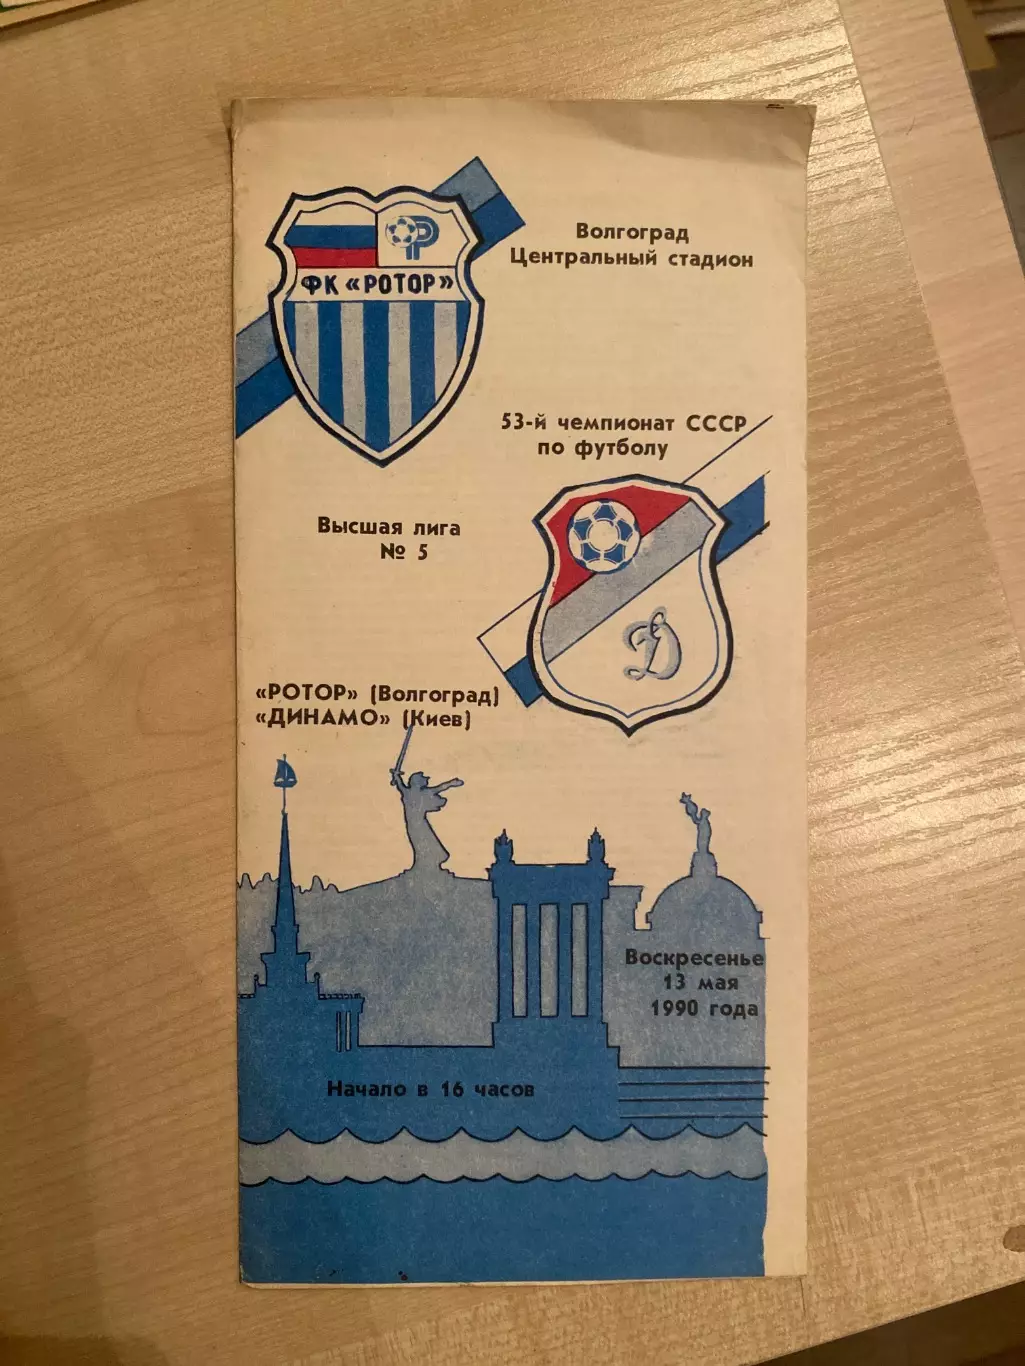 Волгоград
Центральный стадион
ФК «РОТОР»
53-й чемпионат СССР
по футболу
Высшая лига
№ 5
Д
«РОТОР» (Волгоград)
«ДИНАМО» (Киев)
Воскресенье
13 мая
1990 года
Начало в 16 часов